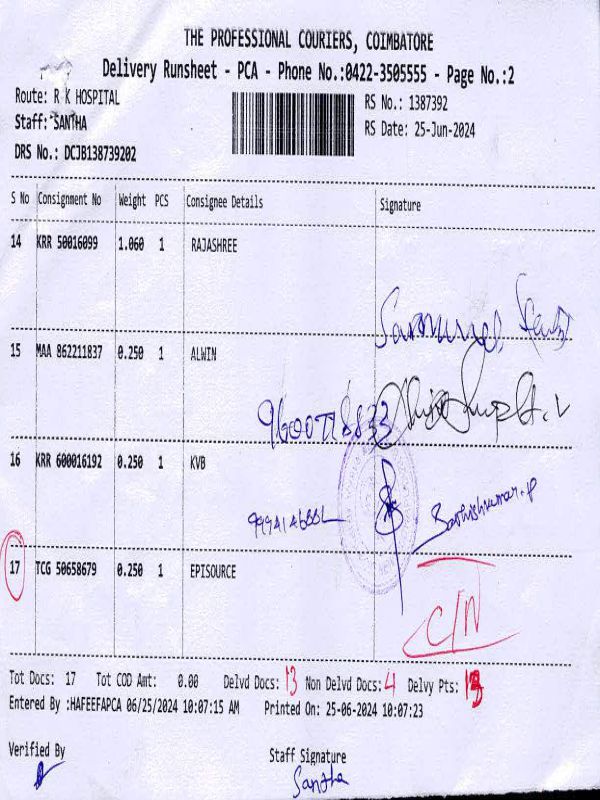 THE PROFESSIONAL COURIERS, COIMBATORE
Delivery Runsheet - PCA - Phone No.:0422-3505555 - Page No.:2
Route: R K HOSPITAL
RS No.: 1387392
Staff: SANTHA
RS Date: 25-Jun-2024
DRS No.: DCJB138739202
S No Consignment No Weight PCS Consignee Details Signature
14 KRR 50016099 1.060 1 RAJASHREE
15 MAA 862211837 0.250 1 ALWIN
16 KRR 600016192 0.250 1 KVB
Sathishkumar.P
17 TCG 50658679 0.250 1 EPISOURCE
C/N
Tot Docs: 17 Tot COD Amt: 0.00 Delvd Docs: 13 Non Delvd Docs: 4 Delvy Pts: 13
Entered By :HAFEEFAPCA 06/25/2024 10:07:15 AM Printed On: 25-06-2024 10:07:23
Verified By
Staff Signature
Santha